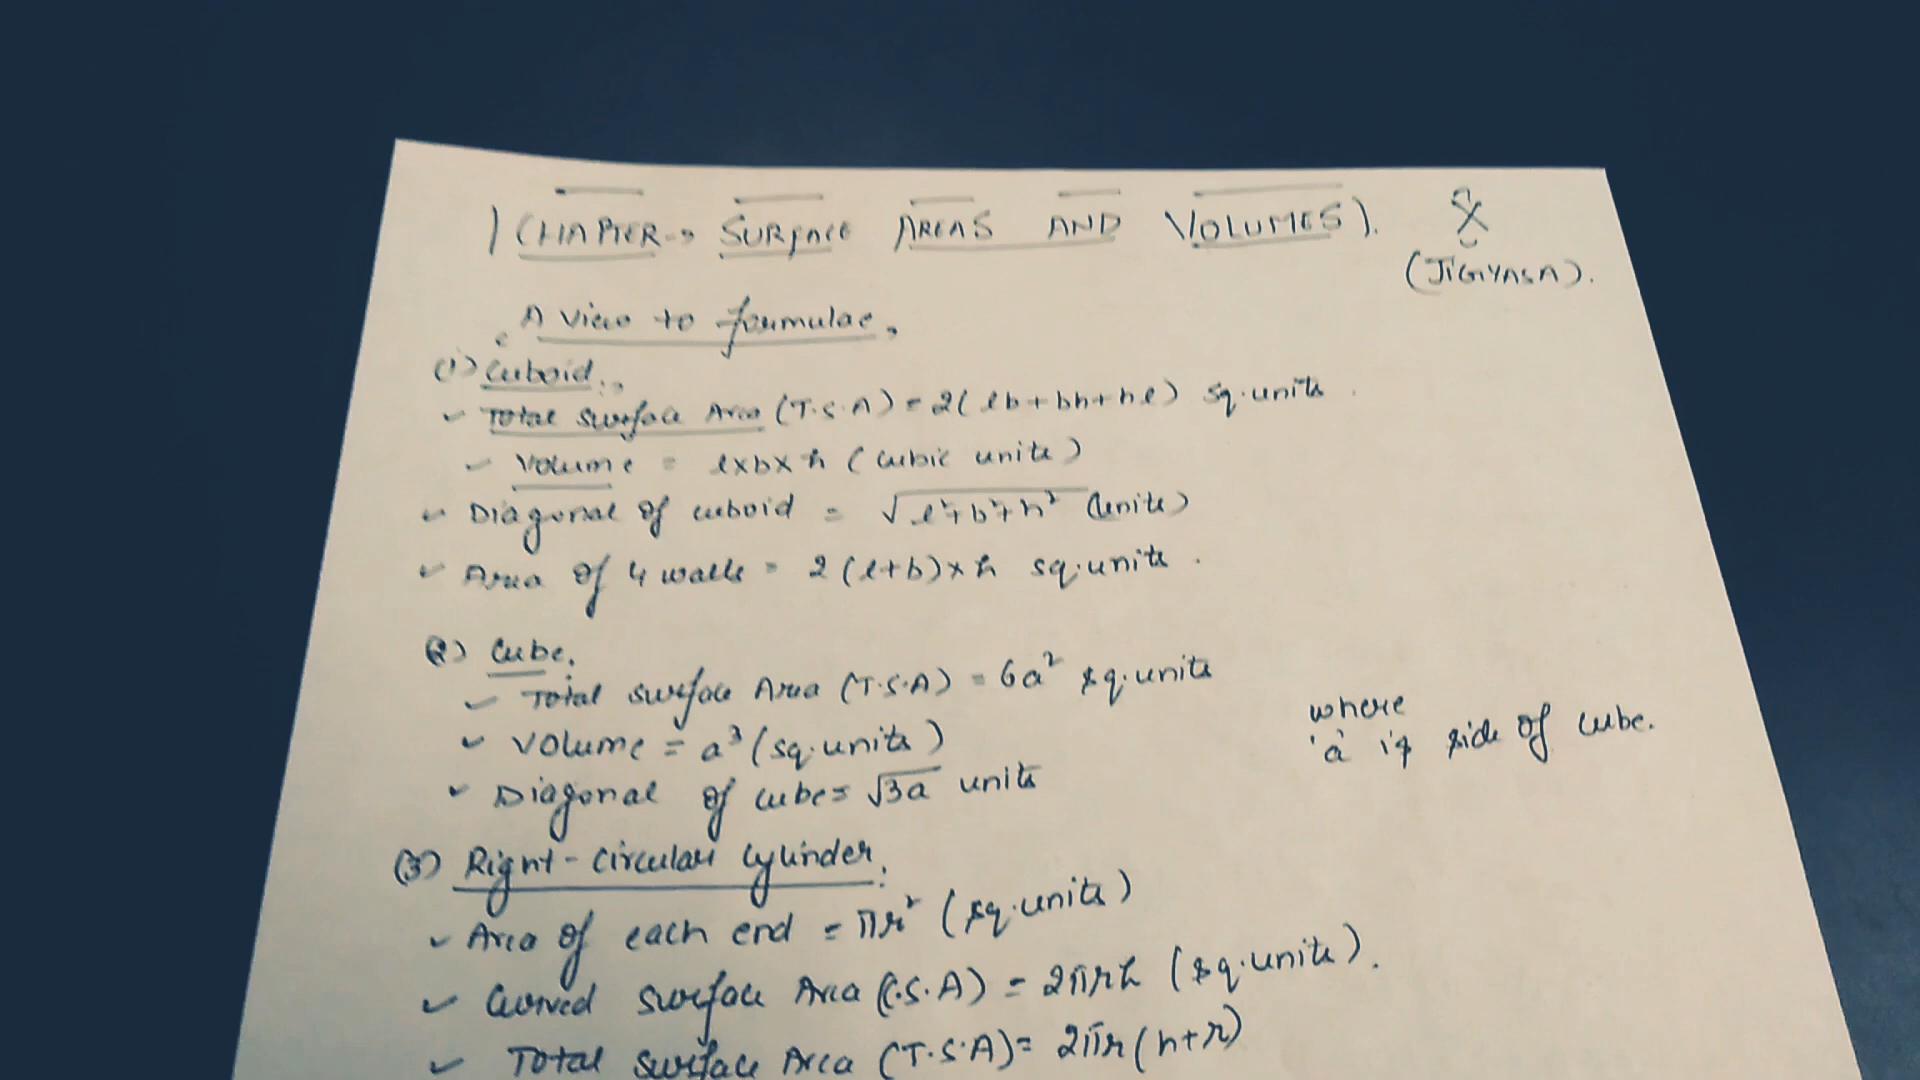 (CHAPTER→ SURFACE AREAS AND VOLUMES). X
(JIGYASA).
A view to formulae,
(1) Cuboid:,
✓ Total surface Area (T.S.A) = 2(lb+bh+hl) sq.units.
✓ Volume = l×b×h (cubic units)
✓ Diagonal of cuboid = √l²+b²+h² (units)
✓ Area of 4 walls = 2(l+b)×h sq.units.
(2) Cube.
✓ Total surface Area (T.S.A) = 6a² sq.units
✓ Volume = a³ (sq.units)
where
'a' is side of cube.
✓ Diagonal of cube = √3a units
(3) Right-circular cylinder.
✓ Area of each end = πr² (sq.units)
✓ Curved surface Area (C.S.A) = 2πrh (sq.units).
✓ Total surface Area (T.S.A) = 2πr(h+r)